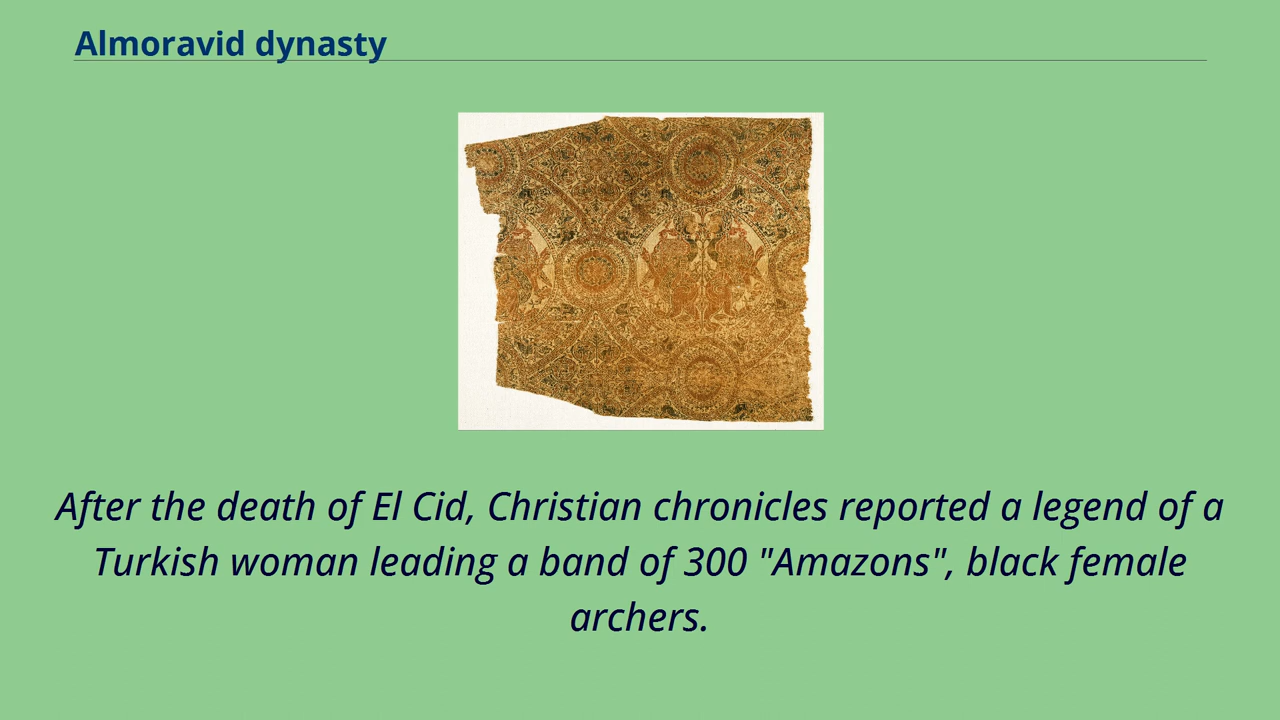 Almoravid dynasty
After the death of El Cid, Christian chronicles reported a legend of a
Turkish woman leading a band of 300 "Amazons", black female
archers.